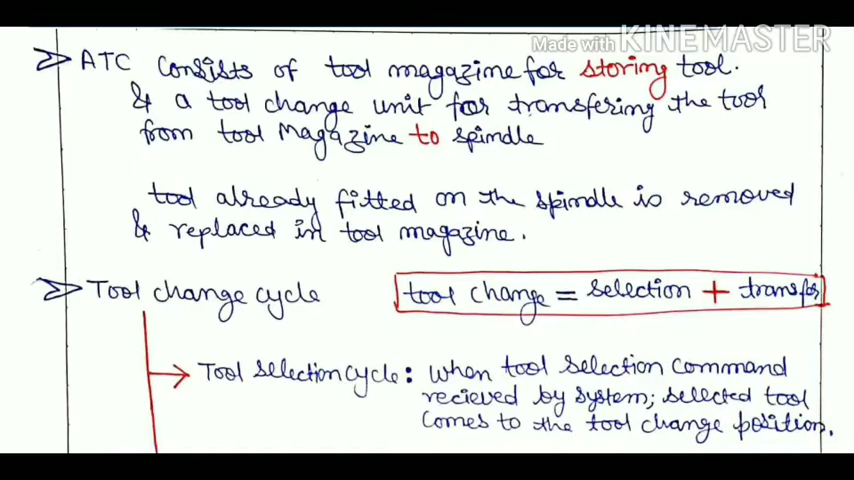 Made with KINEMASTER
ATC consists of tool magazine for storing tool.
& a tool change unit for transfering the tool
from tool magazine to spindle
tool already fitted on the spindle is removed
& replaced in tool magazine.
Tool change cycle
tool change = selection + transfer
Tool selection cycle: when tool selection command
recieved by system; selected tool
comes to the tool change position.